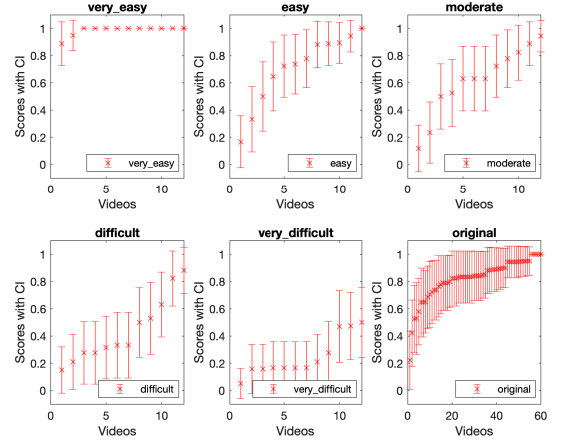 very_easy
easy
moderate
Scores with CI
1
0.8
0.6
0.4
0.2
0
very_easy
0
5
10
Videos
Scores with CI
1
0.8
0.6
0.4
0.2
0
easy
0
5
10
Videos
Scores with CI
1
0.8
0.6
0.4
0.2
0
moderate
0
5
10
Videos
difficult
very_difficult
original
Scores with CI
1
0.8
0.6
0.4
0.2
0
difficult
0
5
10
Videos
Scores with CI
1
0.8
0.6
0.4
0.2
0
very_difficult
0
5
10
Videos
Scores with CI
1
0.8
0.6
0.4
0.2
0
original
0
20
40
60
Videos